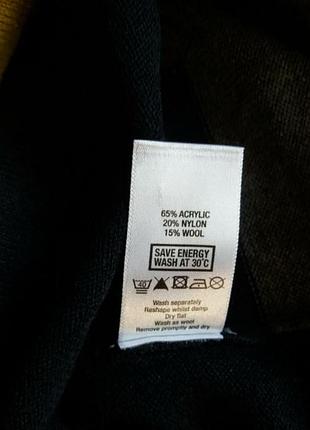 65% ACRYLIC
20% NYLON
15% WOOL
SAVE ENERGY
WASH AT 30°C
40
Wash separately
Reshape whilst damp
Dry flat
Wash as wool
Remove promptly and dry